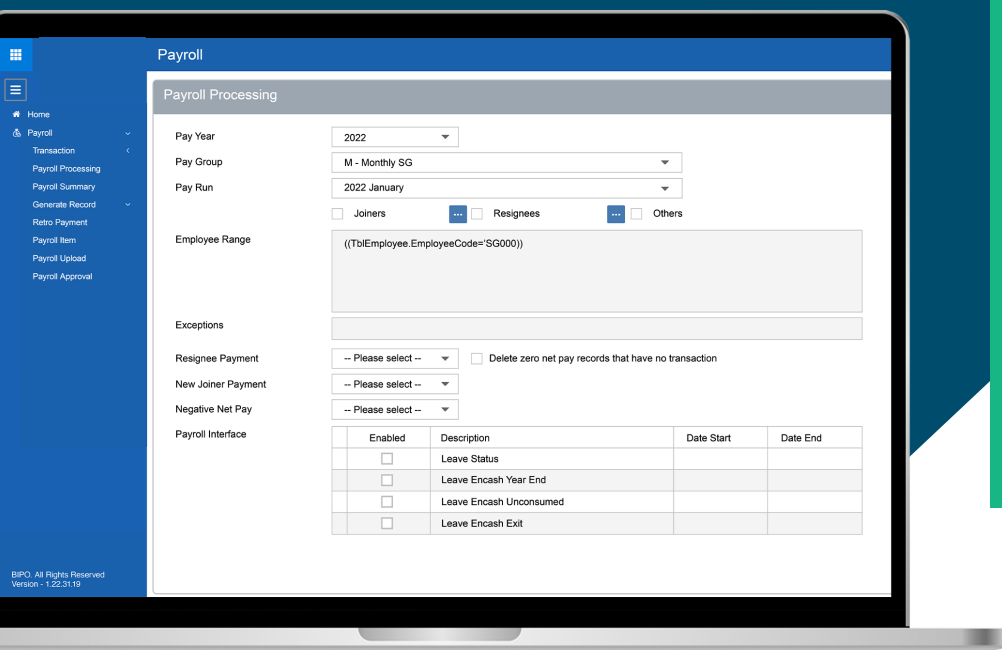 Payroll
Payroll Processing
Home
Payroll
Transaction
Payroll Processing
Payroll Summary
Generate Record
Retro Payment
Payroll Item
Payroll Upload
Payroll Approval
BIPO. All Rights Reserved
Version - 1.22.31.19
Pay Year 2022
Pay Group M - Monthly SG
Pay Run 2022 January
Joiners ... Resignees ... Others
Employee Range ((TblEmployee.EmployeeCode='SG000))
Exceptions
Resignee Payment -- Please select -- Delete zero net pay records that have no transaction
New Joiner Payment -- Please select --
Negative Net Pay -- Please select --
Payroll Interface Enabled Description Date Start Date End
Leave Status
Leave Encash Year End
Leave Encash Unconsumed
Leave Encash Exit